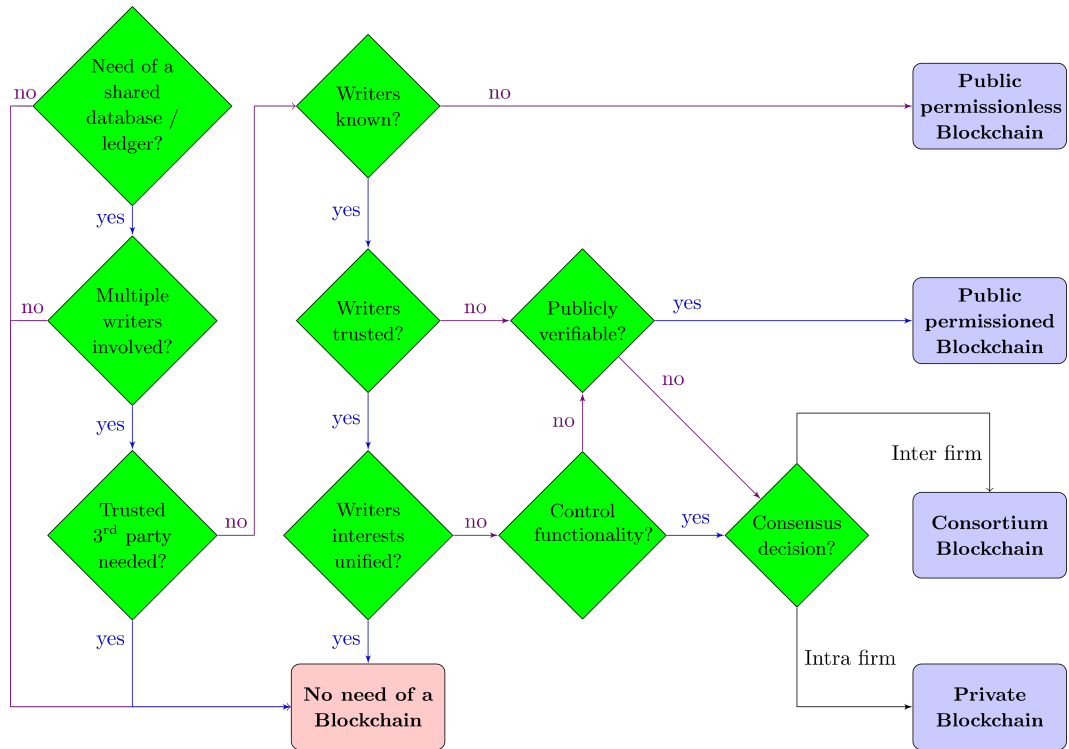 Need of a
shared
database /
ledger?
no
yes
Multiple
writers
involved?
no
yes
Trusted
3rd party
needed?
no
yes
Writers
known?
no
yes
Writers
trusted?
no
yes
Writers
interests
unified?
no
yes
No need of a
Blockchain
Publicly
verifiable?
yes
no
no
Control
functionality?
yes
Consensus
decision?
Inter firm
Intra firm
Public
permissionless
Blockchain
Public
permissioned
Blockchain
Consortium
Blockchain
Private
Blockchain